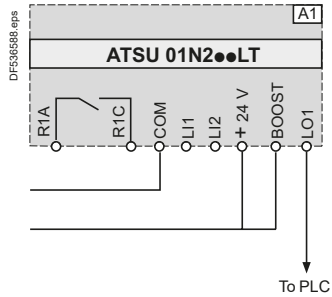 DF536588.eps
A1
ATSU 01N2●●LT
R1A
R1C
COM
LI1
LI2
+ 24 V
BOOST
LO1
To PLC